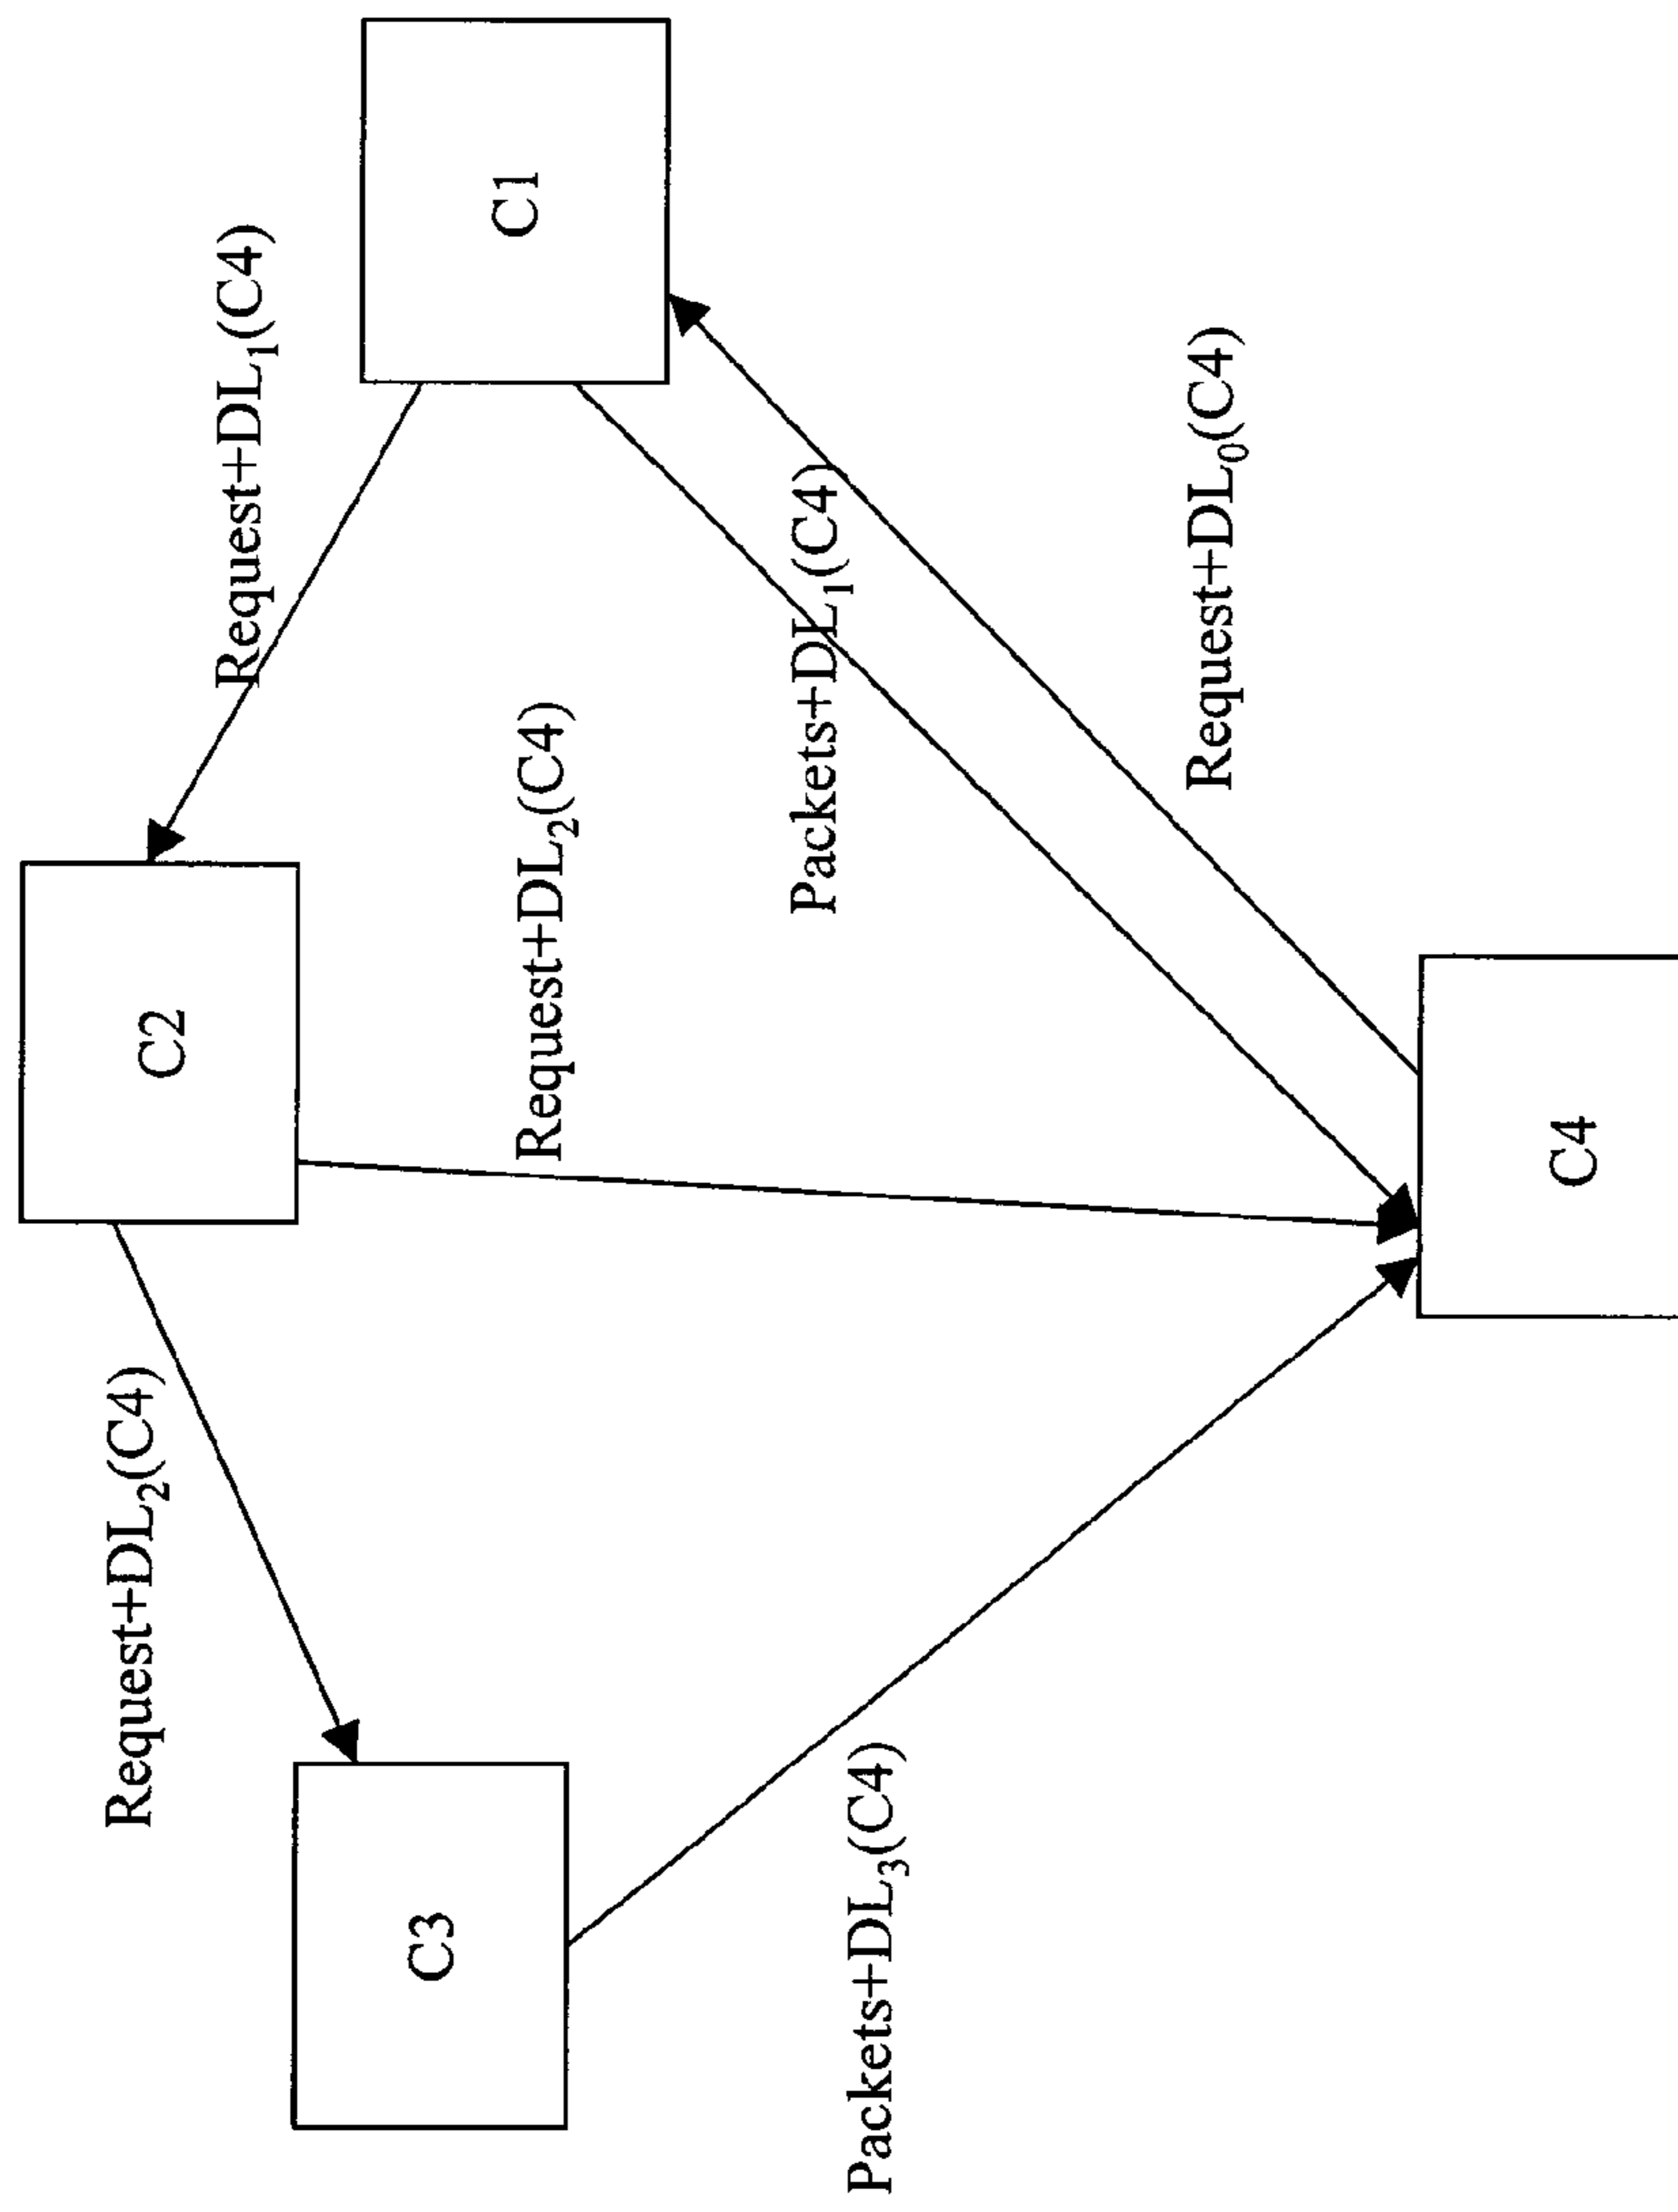 Request+DL₂(C4)
C2
Request+DL₁(C4)
C3
C1
Request+DL₂(C4)
Packets+DL₁(C4)
Packets+DL₃(C4)
Request+DL₀(C4)
C4